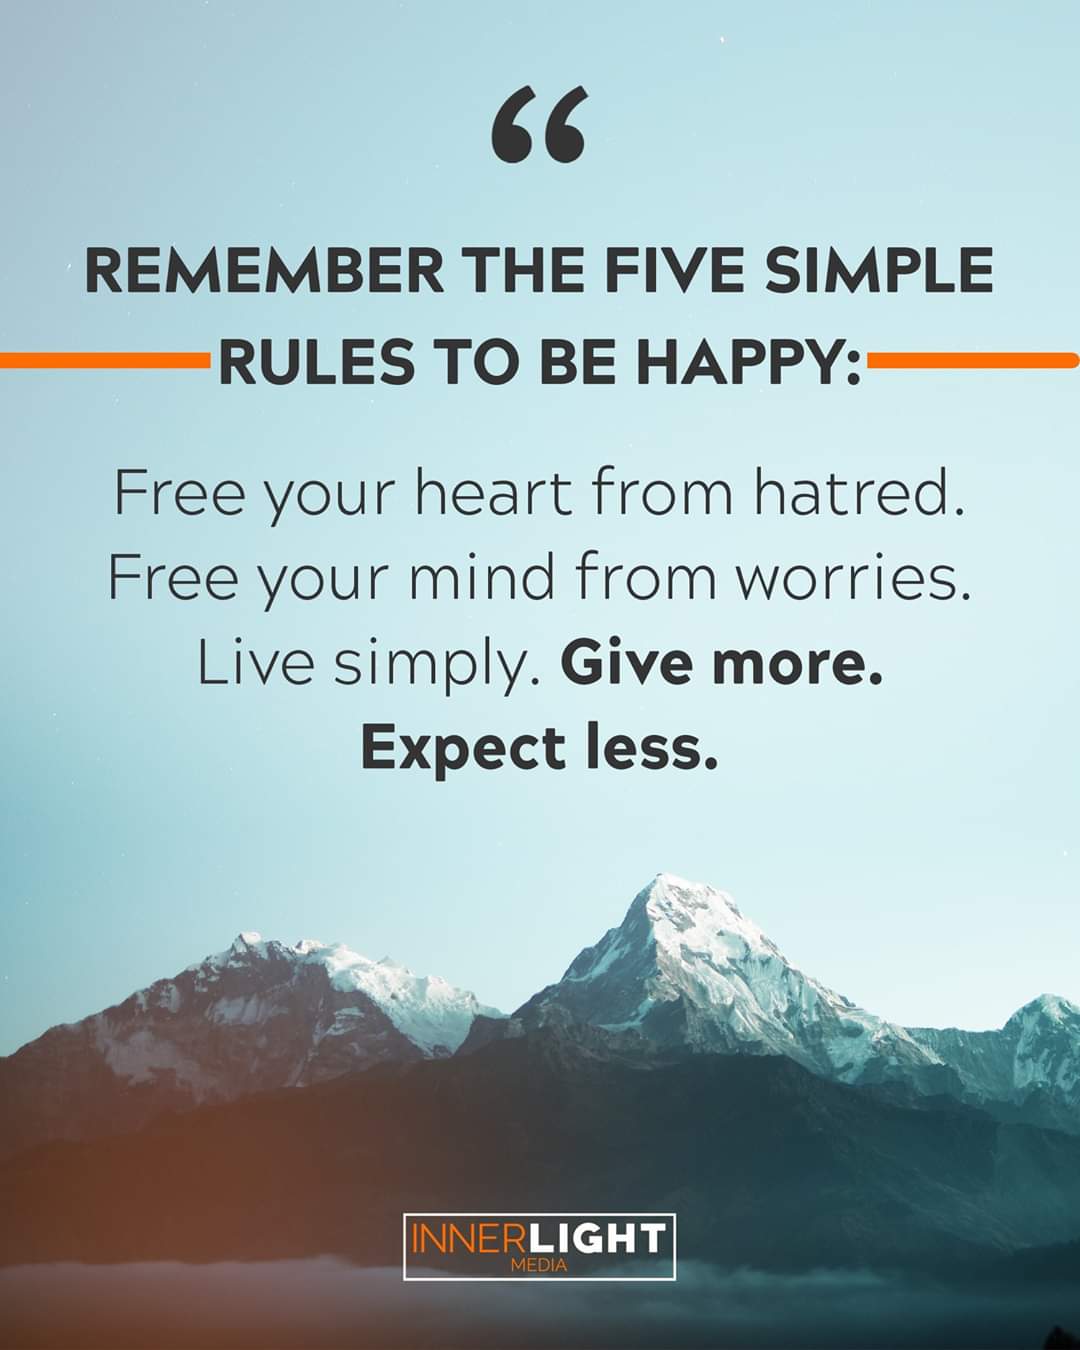 “
REMEMBER THE FIVE SIMPLE
RULES TO BE HAPPY:
Free your heart from hatred.
Free your mind from worries.
Live simply. Give more.
Expect less.
INNERLIGHT
MEDIA